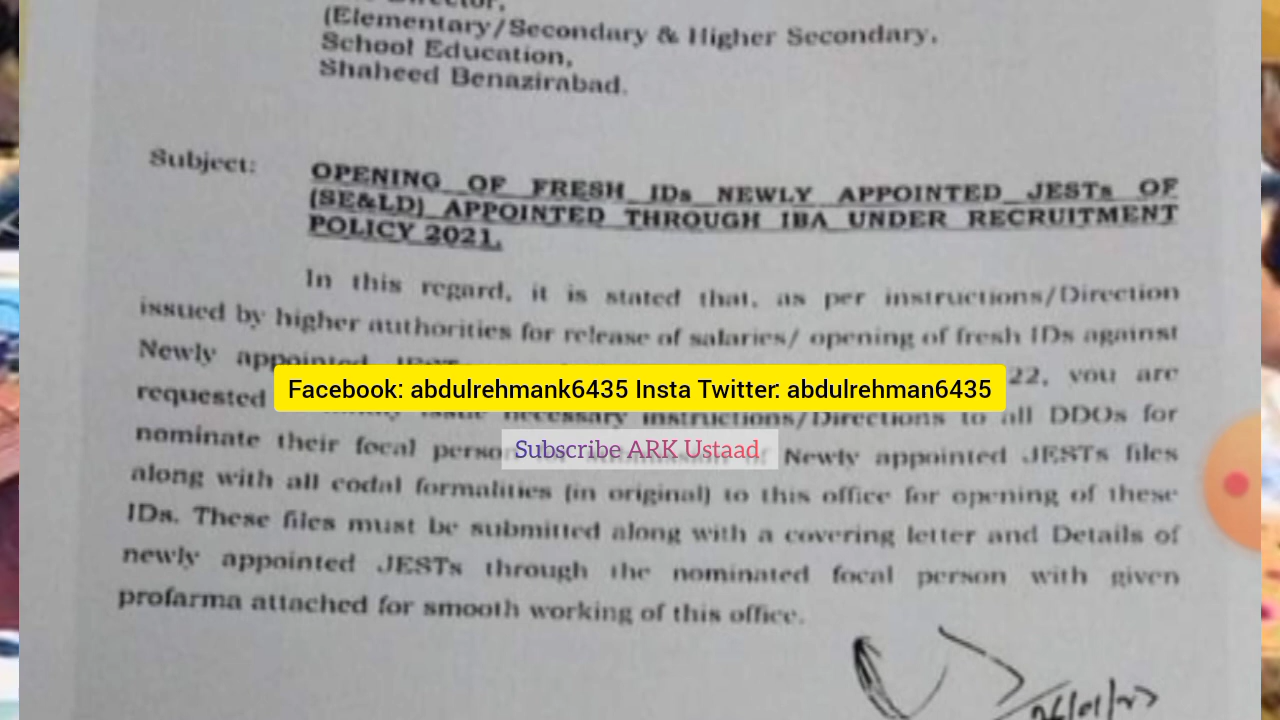 (Elementary/Secondary & Higher Secondary,
School Education,
Shaheed Benazirabad.
Subject: OPENING OF FRESH IDs NEWLY APPOINTED JESTs OF
(SE&LD) APPOINTED THROUGH IBA UNDER RECRUITMENT
POLICY 2021.
In this regard, it is stated that, as per instructions/Direction
issued by higher authorities for release of salaries/ opening of fresh IDs against
Newly appointed 22, you are
Facebook: abdulrehmank6435 Insta Twitter: abdulrehman6435
requested issue necessary instructions/Directions to all DDOs for
Subscribe ARK Ustaad
nominate their focal person Newly appointed JESTs files
along with all codal formalities (in original) to this office for opening of these
IDs. These files must be submitted along with a covering letter and Details of
newly appointed JESTs through the nominated focal person with given
profarma attached for smooth working of this office.